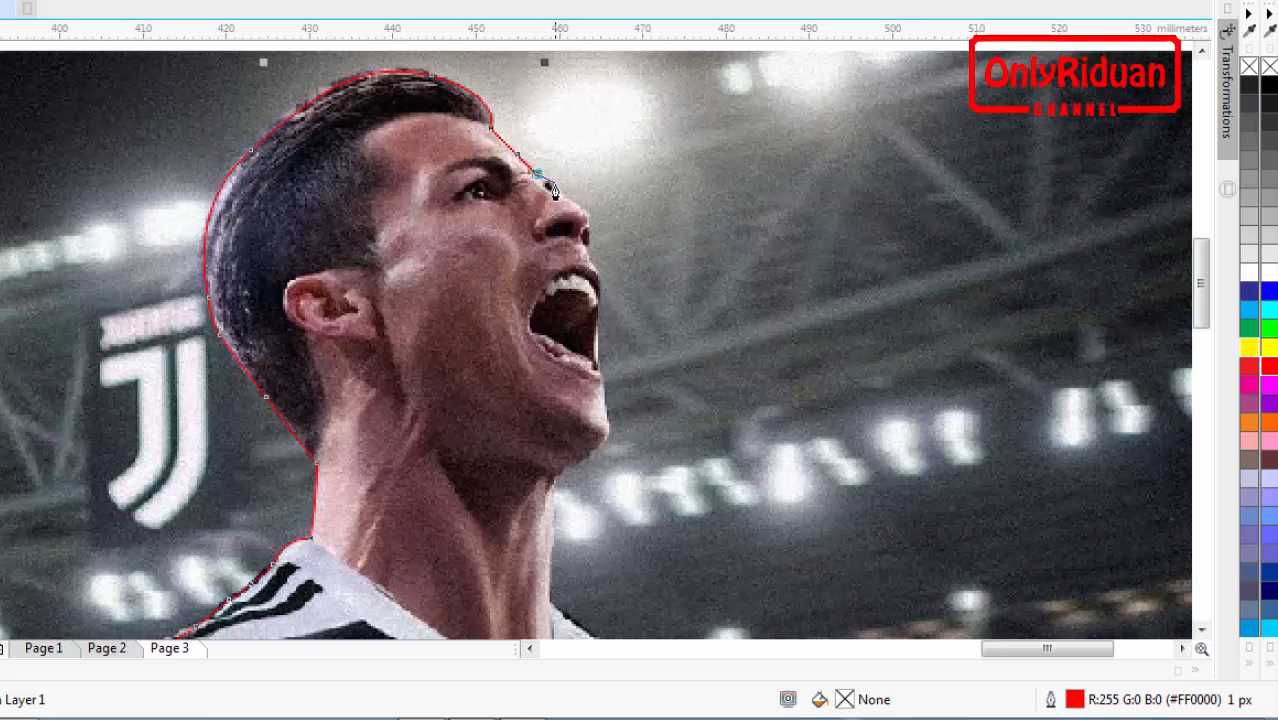 400 410 420 430 440 450 460 470 480 490 500 510 520 530 millimeters
OnlyRiduan
CHANNEL
Transformations
Page 1 Page 2 Page 3
Layer 1
None
R:255 G:0 B:0 (#FF0000) 1 px